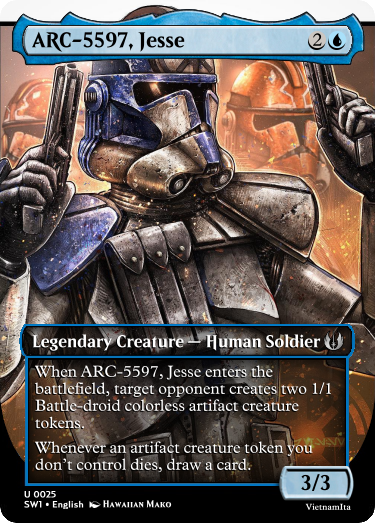 ARC-5597, Jesse 2
Legendary Creature — Human Soldier
When ARC-5597, Jesse enters the
battlefield, target opponent creates two 1/1
Battle-droid colorless artifact creature
tokens.
Whenever an artifact creature token you
don't control dies, draw a card.
3/3
U 0025
SW1 • English Hawaiian Mako
VietnamIta